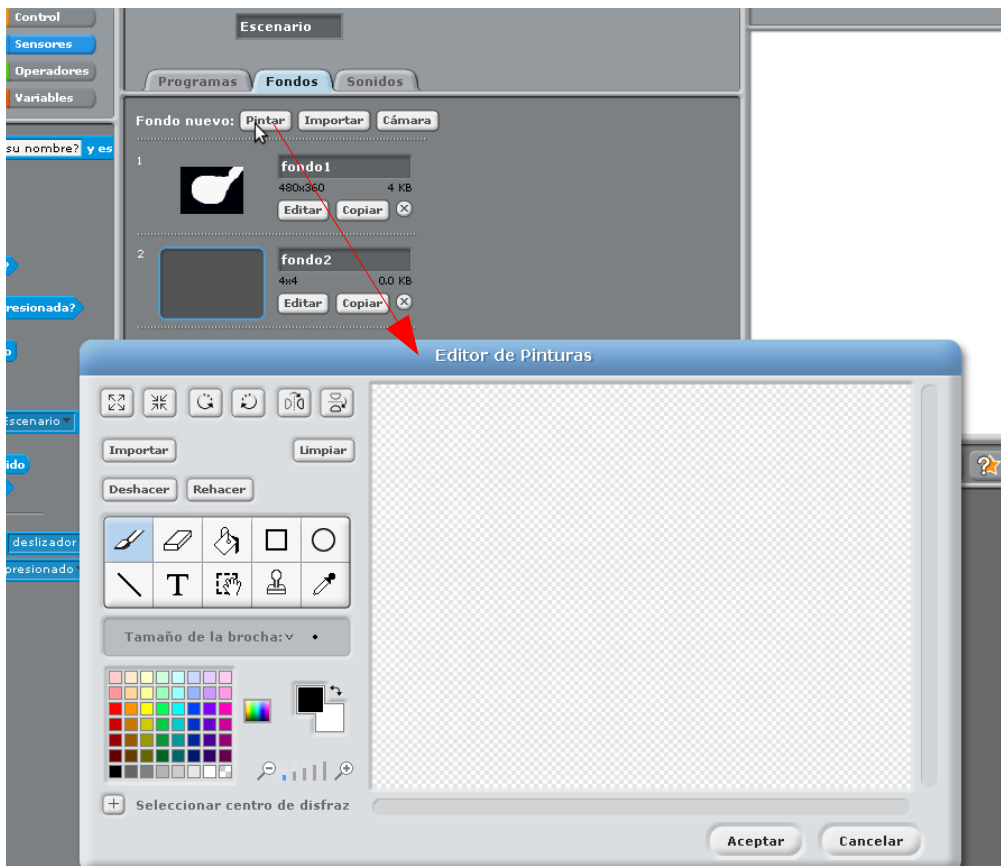 Control
Sensores
Operadores
Variables
su nombre? y es
?
resionada?
o
Escenario
ido
deslizador
presionado
Escenario
Programas Fondos Sonidos
Fondo nuevo: Pintar Importar Cámara
1
fondo1
480x360 4 KB
Editar Copiar
2
fondo2
4x4 0.0 KB
Editar Copiar
Editor de Pinturas
Importar Limpiar
Deshacer Rehacer
T
Tamaño de la brocha:
Seleccionar centro de disfraz
Aceptar Cancelar